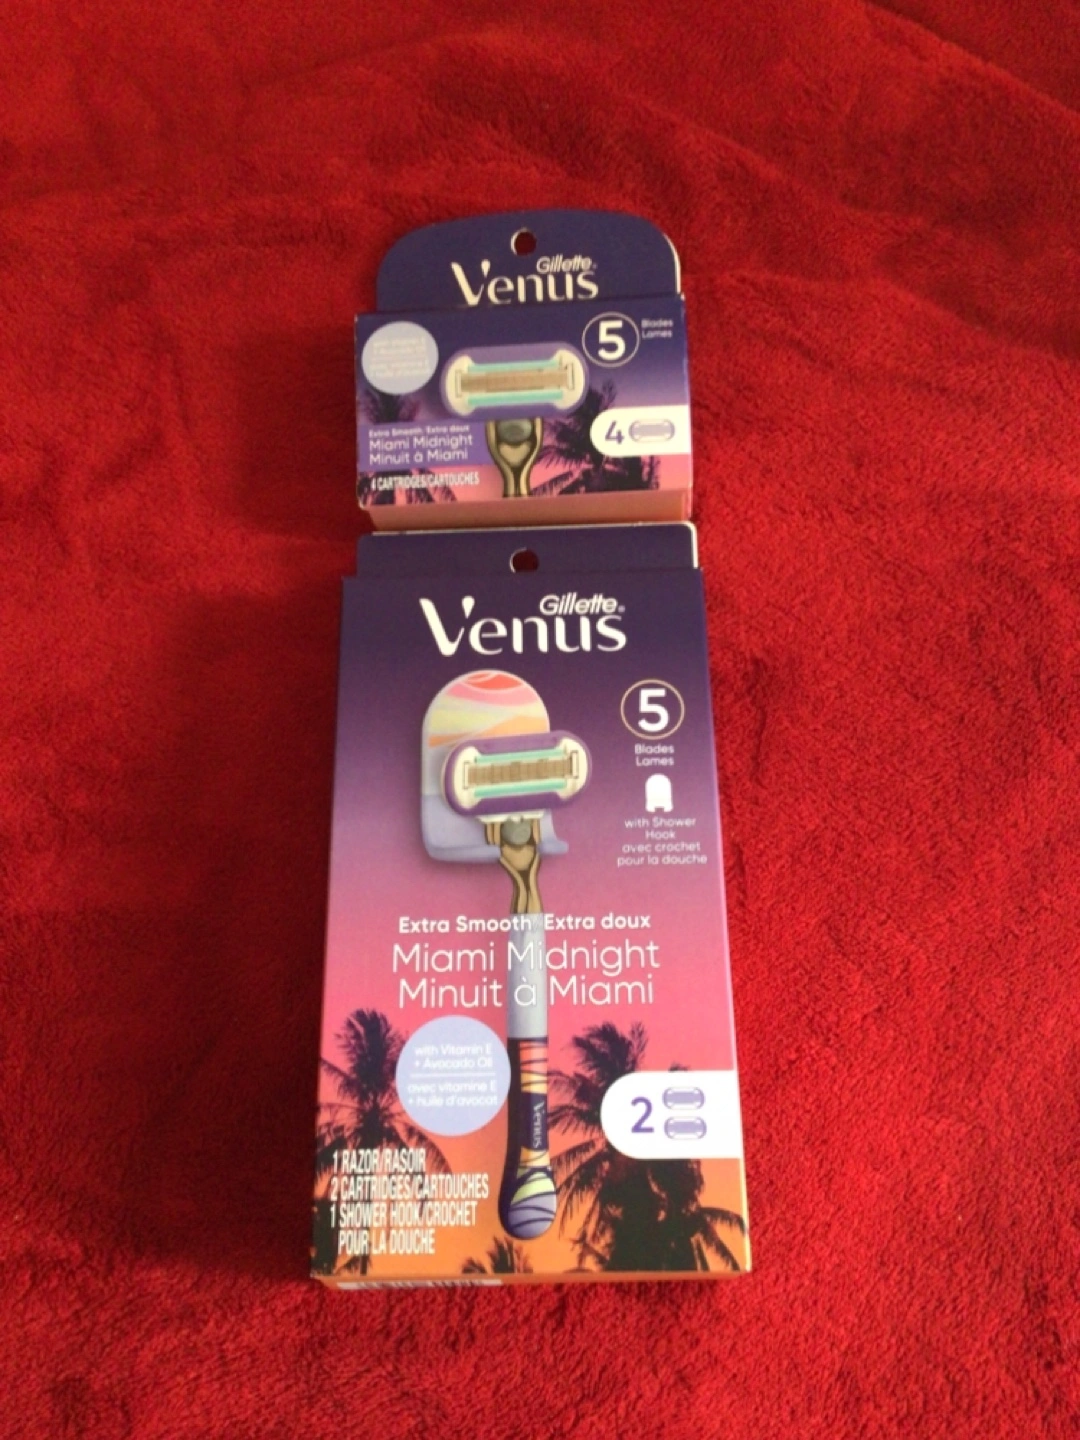 Gillette
Venus
5
Blades
Lames
4
Extra Smooth/Extra doux
Miami Midnight
Minuit à Miami
4 CARTRIDGES/CARTOUCHES
Gillette®
Venus
5
Blades
Lames
with Shower
Hook
avec crochet
pour la douche
Extra Smooth/Extra doux
Miami Midnight
Minuit à Miami
with Vitamin E
+ Avocado Oil
avec vitamine E
+ huile d'avocat
Venus
2
1 RAZOR/RASOIR
2 CARTRIDGES/CARTOUCHES
1 SHOWER HOOK/CROCHET
POUR LA DOUCHE